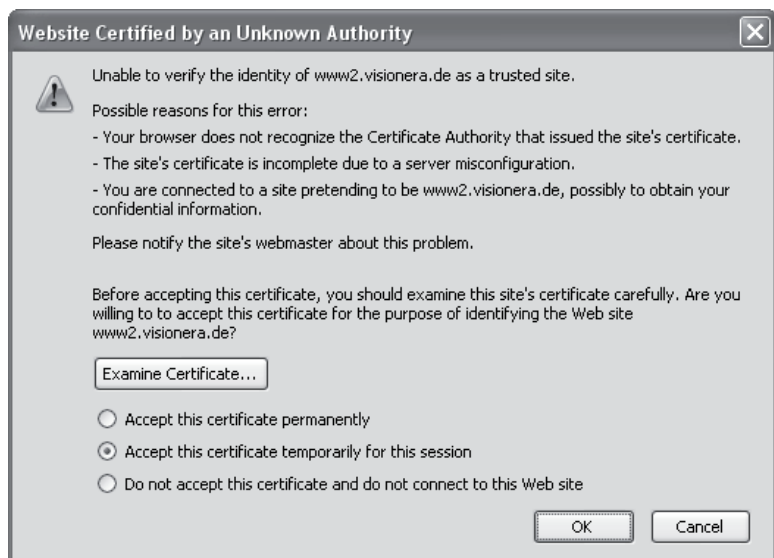 Website Certified by an Unknown Authority
Unable to verify the identity of www2.visionera.de as a trusted site.
Possible reasons for this error:
- Your browser does not recognize the Certificate Authority that issued the site's certificate.
- The site's certificate is incomplete due to a server misconfiguration.
- You are connected to a site pretending to be www2.visionera.de, possibly to obtain your
confidential information.
Please notify the site's webmaster about this problem.
Before accepting this certificate, you should examine this site's certificate carefully. Are you
willing to to accept this certificate for the purpose of identifying the Web site
www2.visionera.de?
Examine Certificate...
Accept this certificate permanently
Accept this certificate temporarily for this session
Do not accept this certificate and do not connect to this Web site
OK Cancel